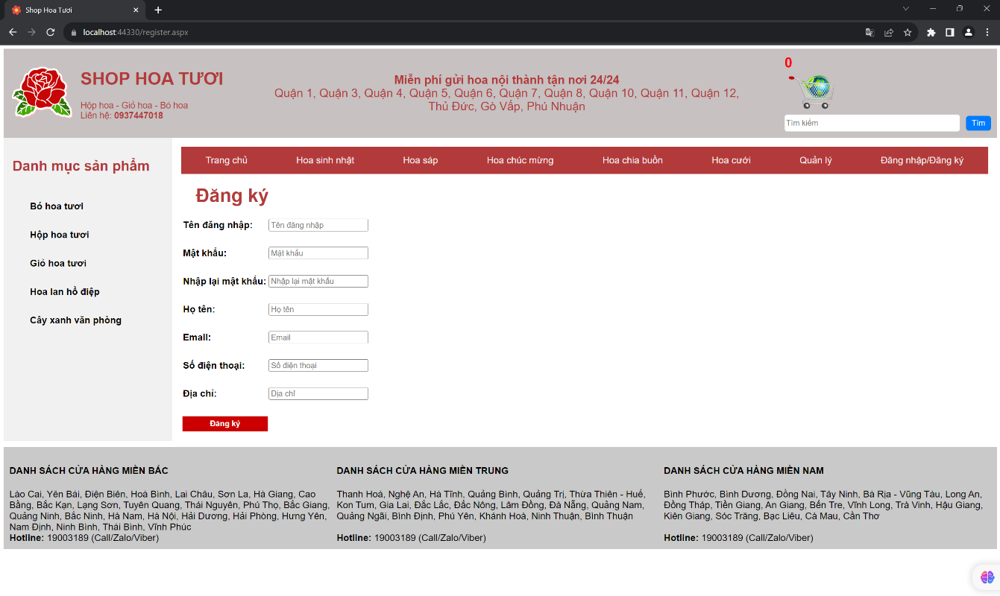 Shop Hoa Tươi
localhost:44330/register.aspx
SHOP HOA TƯƠI
Hộp hoa - Giỏ hoa - Bó hoa
Liên hệ: 0937447018
Miễn phí gửi hoa nội thành tận nơi 24/24
Quận 1, Quận 3, Quận 4, Quận 5, Quận 6, Quận 7, Quận 8, Quận 10, Quận 11, Quận 12,
Thủ Đức, Gò Vấp, Phú Nhuận
0
Tìm kiếm
Tìm
Danh mục sản phẩm
Bó hoa tươi
Hộp hoa tươi
Giỏ hoa tươi
Hoa lan hồ điệp
Cây xanh văn phòng
Trang chủ
Hoa sinh nhật
Hoa sáp
Hoa chúc mừng
Hoa chia buồn
Hoa cưới
Quản lý
Đăng nhập/Đăng ký
Đăng ký
Tên đăng nhập: Tên đăng nhập
Mật khẩu: Mật khẩu
Nhập lại mật khẩu: Nhập lại mật khẩu
Họ tên: Họ tên
Email: Email
Số điện thoại: Số điện thoại
Địa chỉ: Địa chỉ
Đăng ký
DANH SÁCH CỬA HÀNG MIỀN BẮC
Lào Cai, Yên Bái, Điện Biên, Hoà Bình, Lai Châu, Sơn La, Hà Giang, Cao
Bằng, Bắc Kạn, Lạng Sơn, Tuyên Quang, Thái Nguyên, Phú Thọ, Bắc Giang,
Quảng Ninh, Bắc Ninh, Hà Nam, Hà Nội, Hải Dương, Hải Phòng, Hưng Yên,
Nam Định, Ninh Bình, Thái Bình, Vĩnh Phúc
Hotline: 19003189 (Call/Zalo/Viber)
DANH SÁCH CỬA HÀNG MIỀN TRUNG
Thanh Hoá, Nghệ An, Hà Tĩnh, Quảng Bình, Quảng Trị, Thừa Thiên - Huế,
Kon Tum, Gia Lai, Đắc Lắc, Đắc Nông, Lâm Đồng, Đà Nẵng, Quảng Nam,
Quảng Ngãi, Bình Định, Phú Yên, Khánh Hoà, Ninh Thuận, Bình Thuận
Hotline: 19003189 (Call/Zalo/Viber)
DANH SÁCH CỬA HÀNG MIỀN NAM
Bình Phước, Bình Dương, Đồng Nai, Tây Ninh, Bà Rịa - Vũng Tàu, Long An,
Đồng Tháp, Tiền Giang, An Giang, Bến Tre, Vĩnh Long, Trà Vinh, Hậu Giang,
Kiên Giang, Sóc Trăng, Bạc Liêu, Cà Mau, Cần Thơ
Hotline: 19003189 (Call/Zalo/Viber)